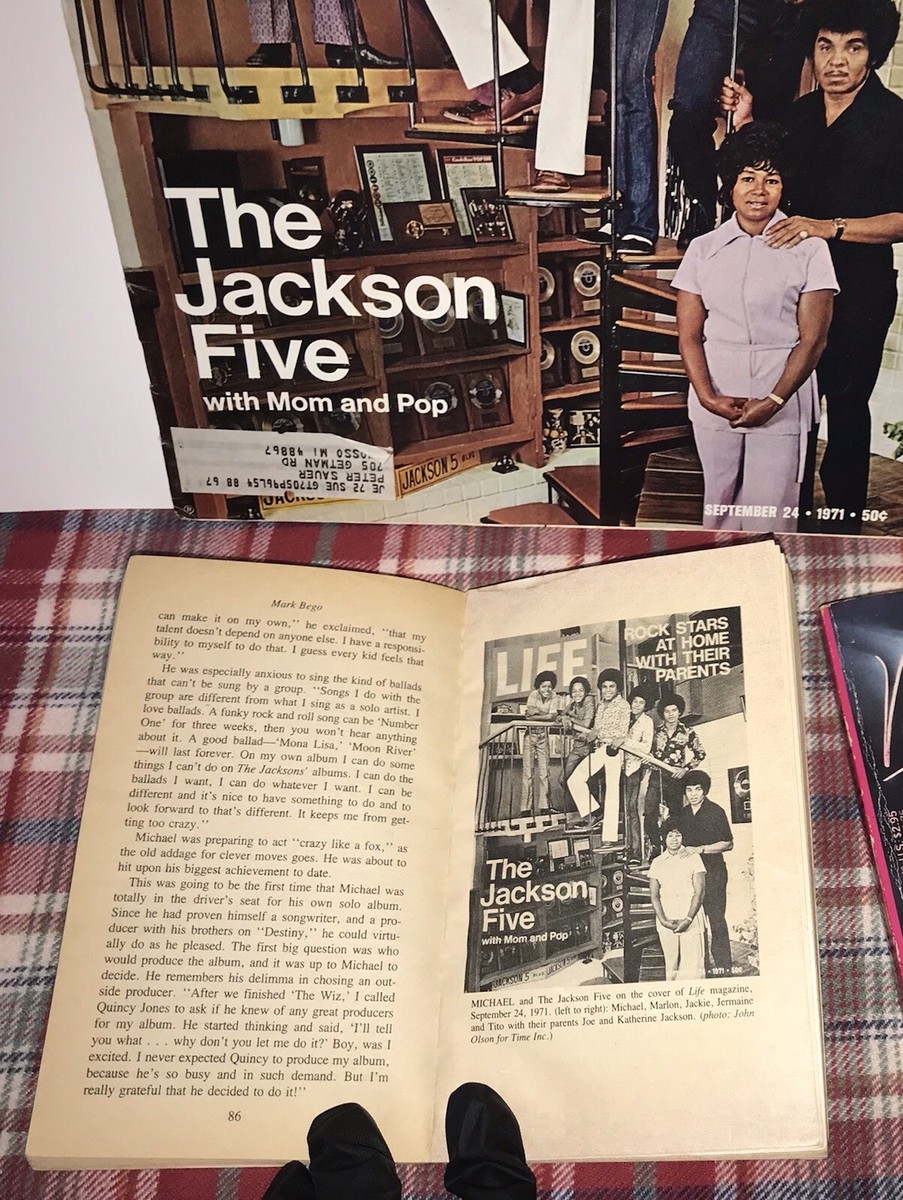 The
Jackson
Five
with Mom and Pop
JE 72 SUE GT705P96L54 88 67
PETER SAUER
705 GETMAN RD
OSSO MI 48867
JACKSON 5 BLVD
JACKS
SEPTEMBER 24 • 1971 • 50¢
Mark Bego
can make it on my own,'' he exclaimed, ''that my
talent doesn't depend on anyone else. I have a responsi-
bility to myself to do that. I guess every kid feels that
way.''
He was especially anxious to sing the kind of ballads
that can't be sung by a group. ''Songs I do with the
group are different from what I sing as a solo artist. I
love ballads. A funky rock and roll song can be 'Number
One' for three weeks, then you won't hear anything
about it. A good ballad—'Mona Lisa,' 'Moon River'
—will last forever. On my own album I can do some
things I can't do on The Jacksons' albums. I can do the
ballads I want, I can do whatever I want. I can be
different and it's nice to have something to do and to
look forward to that's different. It keeps me from get-
ting too crazy.''
Michael was preparing to act ''crazy like a fox,'' as
the old addage for clever moves goes. He was about to
hit upon his biggest achievement to date.
This was going to be the first time that Michael was
totally in the driver's seat for his own solo album.
Since he had proven himself a songwriter, and a pro-
ducer with his brothers on ''Destiny,'' he could virtu-
ally do as he pleased. The first big question was who
would produce the album, and it was up to Michael to
decide. He remembers his delimma in chosing an out-
side producer. ''After we finished 'The Wiz,' I called
Quincy Jones to ask if he knew of any great producers
for my album. He started thinking and said, 'I'll tell
you what . . . why don't you let me do it?' Boy, was I
excited. I never expected Quincy to produce my album,
because he's so busy and in such demand. But I'm
really grateful that he decided to do it!''
86
LIFE
ROCK STARS
AT HOME
WITH THEIR
PARENTS
The
Jackson
Five
with Mom and Pop
JACKSON 5 BLVD
• 1971 • 50¢
MICHAEL and The Jackson Five on the cover of Life magazine,
September 24, 1971. (left to right): Michael, Marlon, Jackie, Jermaine
and Tito with their parents Joe and Katherine Jackson. (photo: John
Olson for Time Inc.)
U.S. $2.95